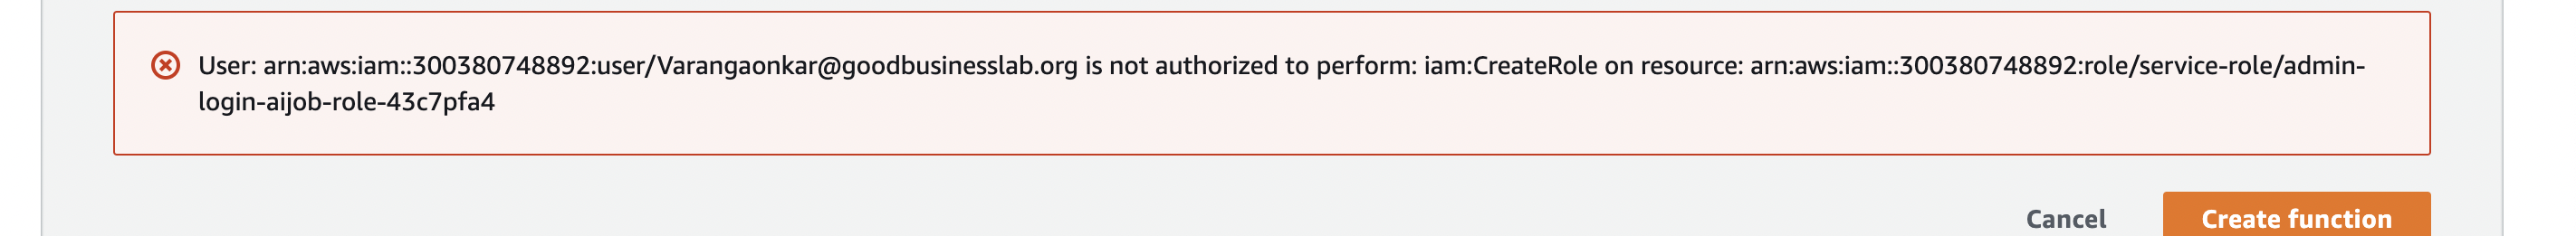 User: arn:aws:iam::300380748892:user/Varangaonkar@goodbusinesslab.org is not authorized to perform: iam:CreateRole on resource: arn:aws:iam::300380748892:role/service-role/admin-
login-aijob-role-43c7pfa4
Cancel Create function